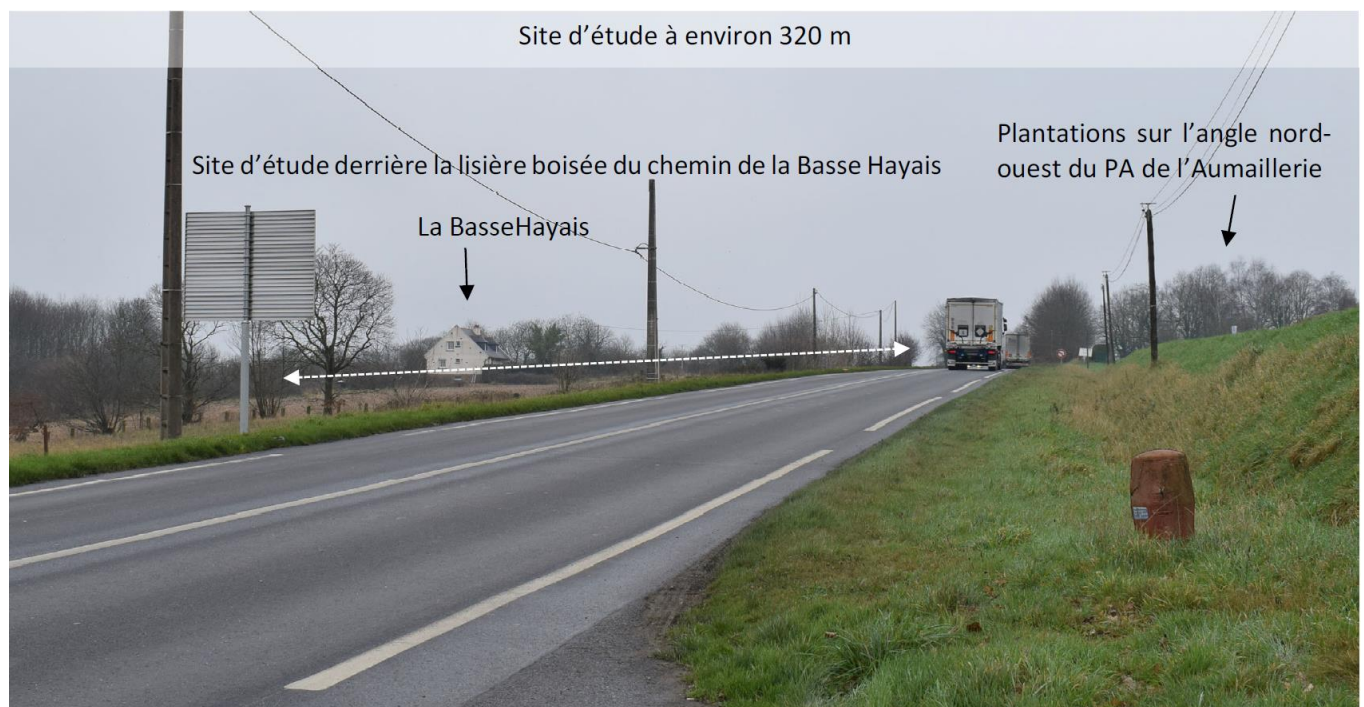 Site d'étude à environ 320 m
Plantations sur l'angle nord-
ouest du PA de l'Aumaillerie
Site d'étude derrière la lisière boisée du chemin de la Basse Hayais
La BasseHayais